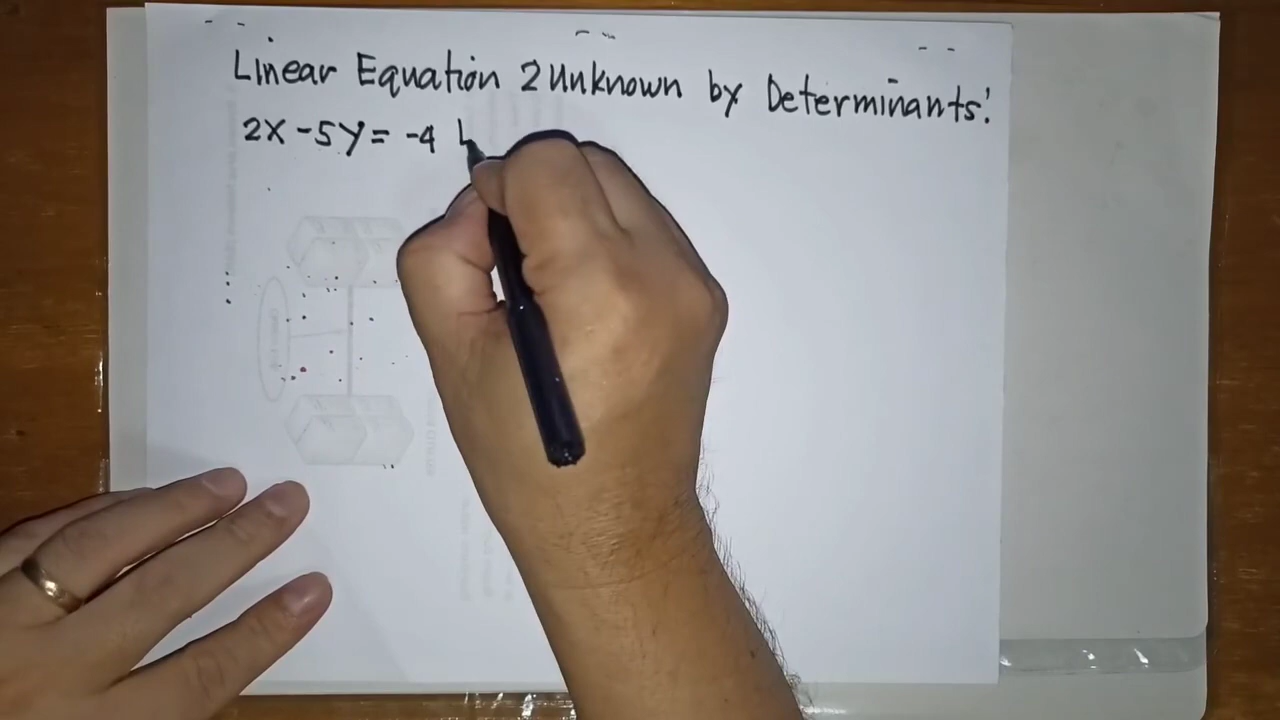 Linear Equation 2 Unknown by Determinants:
2X - 5Y = -4